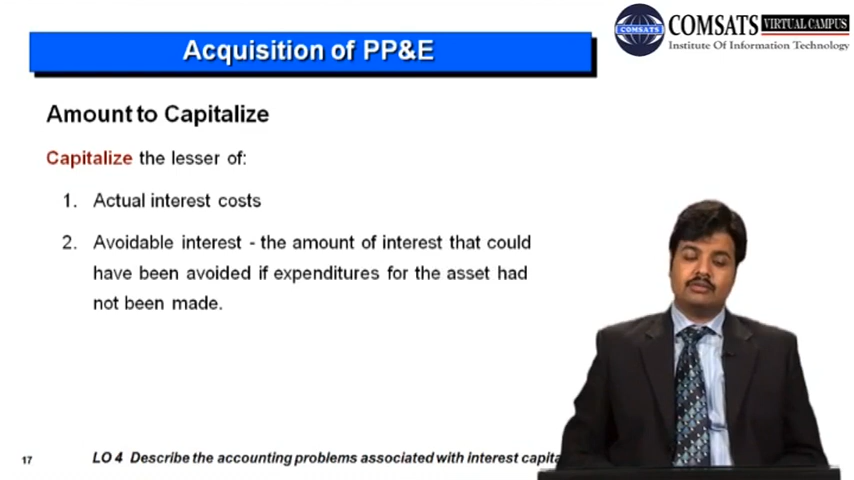 COMSATS VIRTUAL CAMPUS
COMSATS
Institute Of Information Technology
Acquisition of PP&E
Amount to Capitalize
Capitalize the lesser of:
1. Actual interest costs
2. Avoidable interest - the amount of interest that could
have been avoided if expenditures for the asset had
not been made.
17
LO 4 Describe the accounting problems associated with interest capita